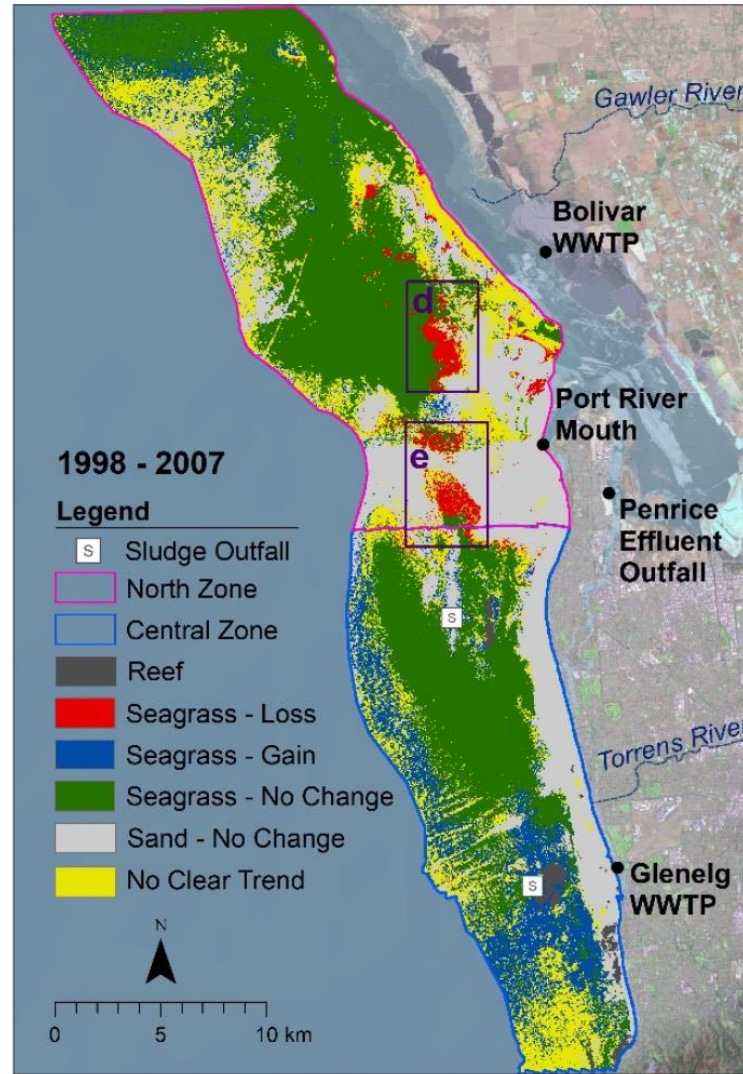 Gawler River
Bolivar
WWTP
d
Port River
Mouth
e
1998 - 2007
Legend
S Sludge Outfall
North Zone
Central Zone
Reef
Seagrass - Loss
Seagrass - Gain
Seagrass - No Change
Sand - No Change
No Clear Trend
Penrice
Effluent
Outfall
S
Torrens River
S
Glenelg
WWTP
N
0 5 10 km